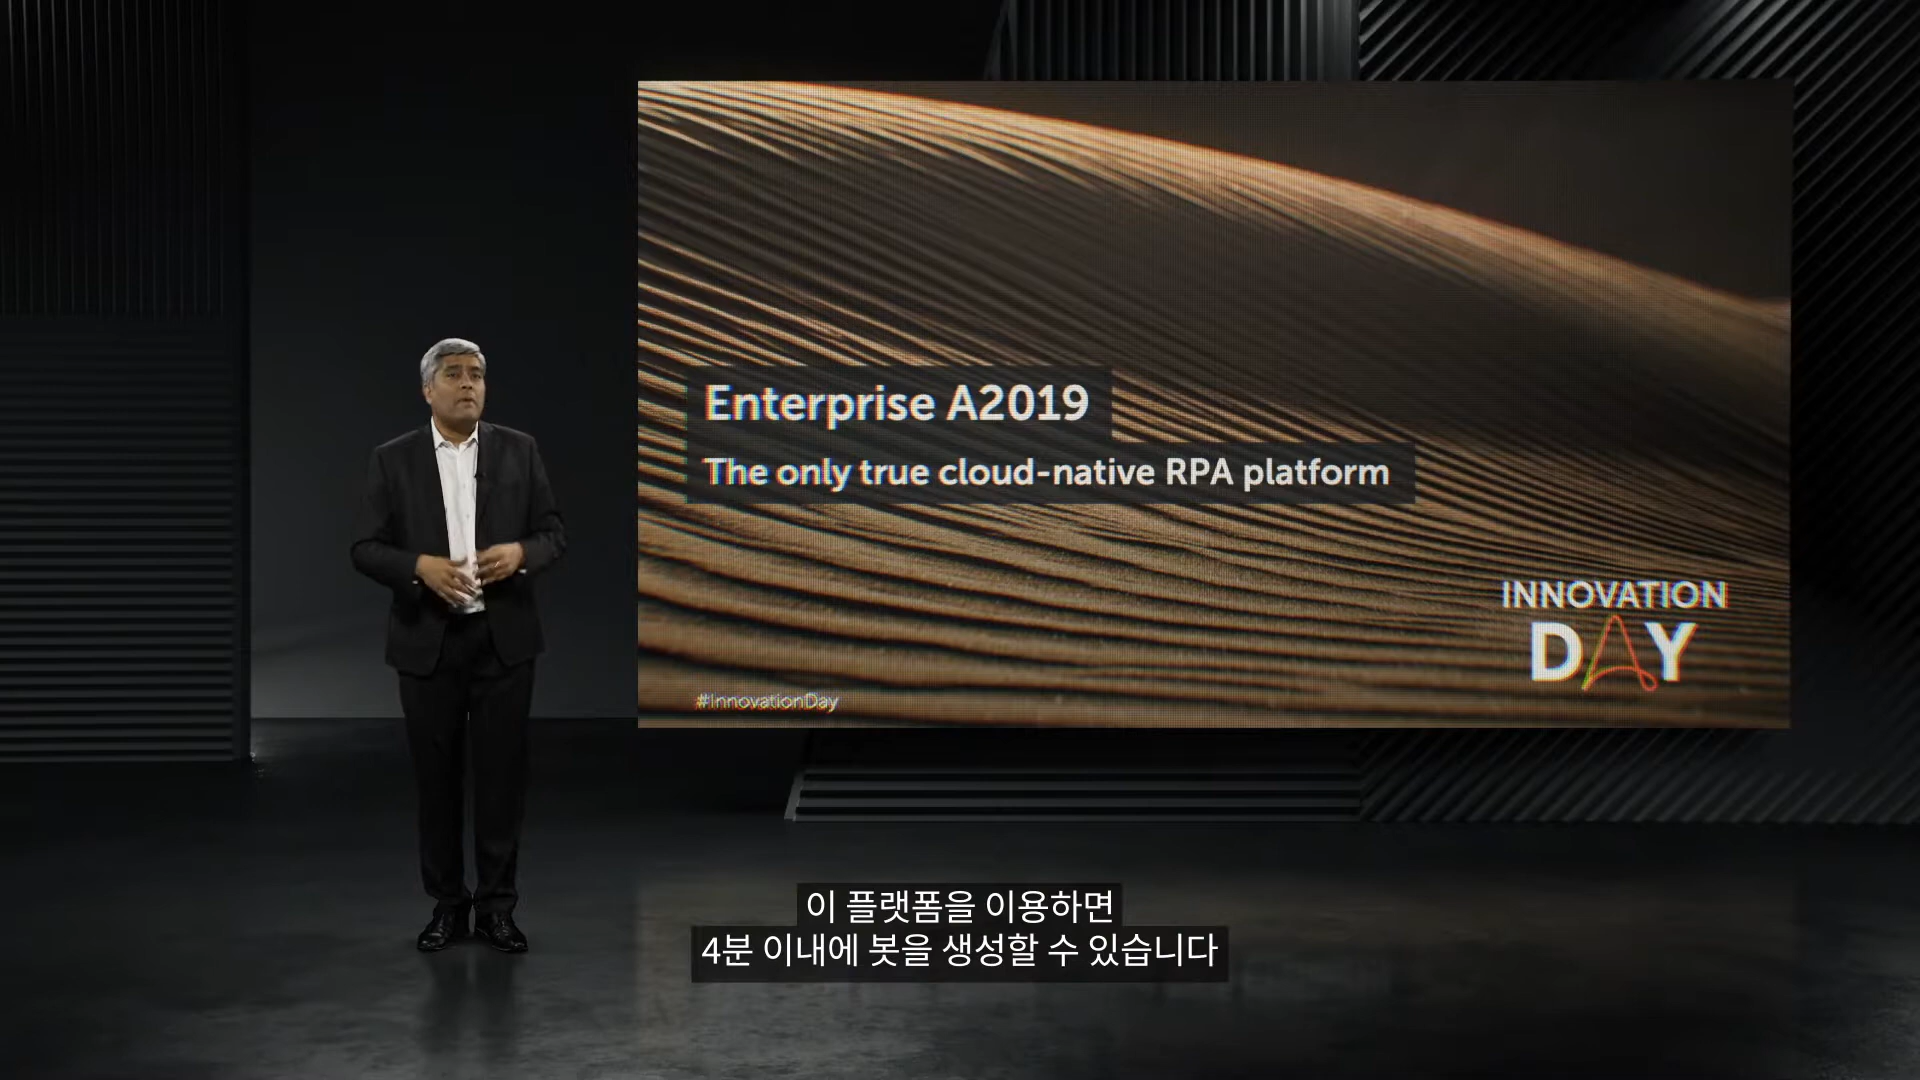 Enterprise A2019
The only true cloud-native RPA platform
INNOVATION
DAY
#InnovationDay
이 플랫폼을 이용하면
4분 이내에 봇을 생성할 수 있습니다